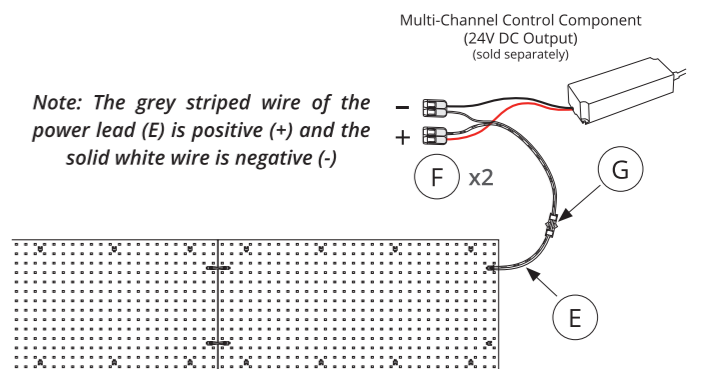 Multi-Channel Control Component
(24V DC Output)
(sold separately)
Note: The grey striped wire of the
power lead (E) is positive (+) and the
solid white wire is negative (-)
-
+
F x2
G
E